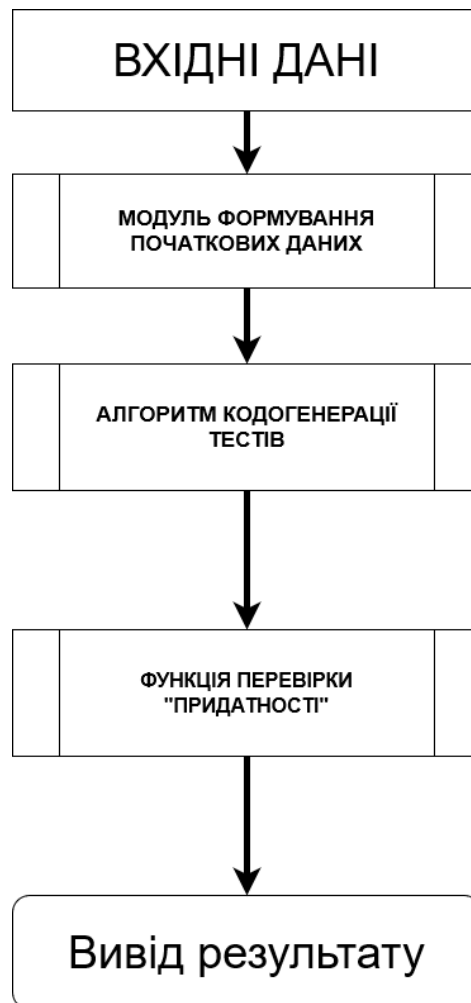 ВХІДНІ ДАНІ
МОДУЛЬ ФОРМУВАННЯ
ПОЧАТКОВИХ ДАНИХ
АЛГОРИТМ КОДОГЕНЕРАЦІЇ
ТЕСТІВ
ФУНКЦІЯ ПЕРЕВІРКИ
"ПРИДАТНОСТІ"
Вивід результату